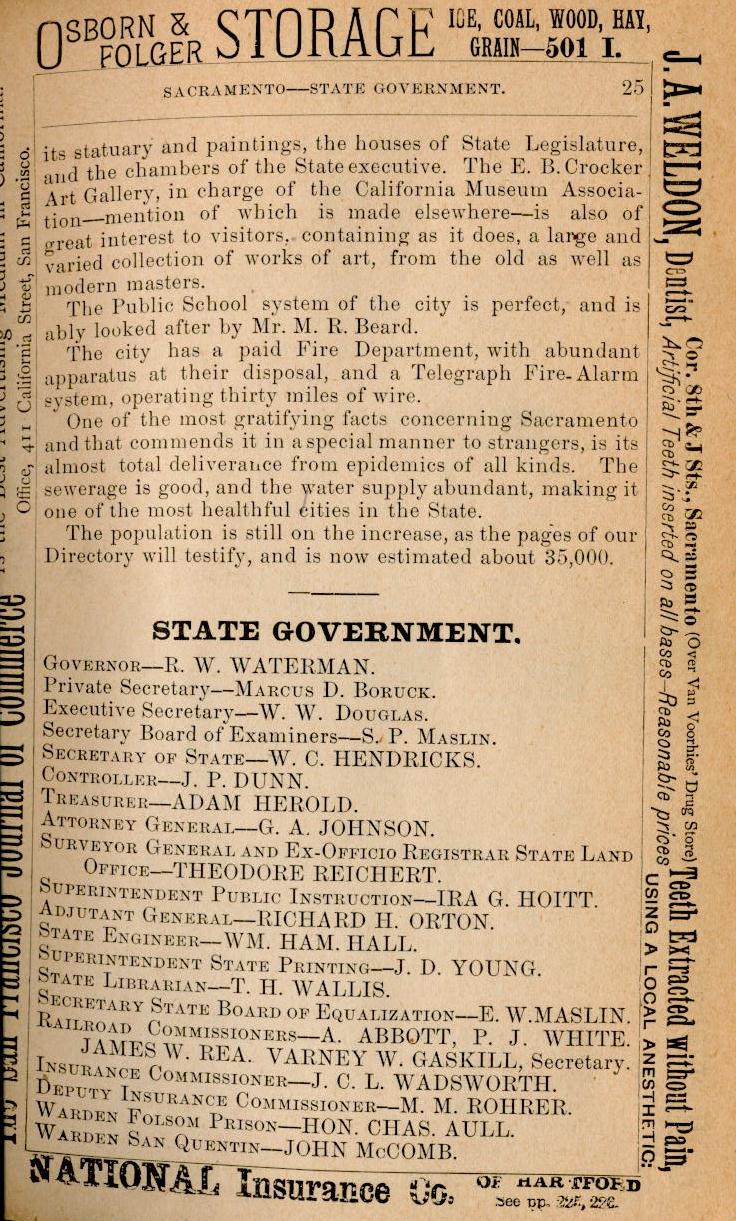 OSBORN & FOLGER STORAGE ICE, COAL, WOOD, HAY, GRAIN—501 I.
SACRAMENTO—STATE GOVERNMENT. 25
its statuary and paintings, the houses of State Legislature,
and the chambers of the State executive. The E. B. Crocker
Art Gallery, in charge of the California Museum Associa-
tion—mention of which is made elsewhere—is also of
great interest to visitors, containing as it does, a large and
varied collection of works of art, from the old as well as
modern masters.
The Public School system of the city is perfect, and is
ably looked after by Mr. M. R. Beard.
The city has a paid Fire Department, with abundant
apparatus at their disposal, and a Telegraph Fire-Alarm
system, operating thirty miles of wire.
One of the most gratifying facts concerning Sacramento
and that commends it in a special manner to strangers, is its
almost total deliverance from epidemics of all kinds. The
sewerage is good, and the water supply abundant, making it
one of the most healthful cities in the State.
The population is still on the increase, as the pages of our
Directory will testify, and is now estimated about 35,000.
STATE GOVERNMENT.
GOVERNOR—R. W. WATERMAN.
Private Secretary—MARCUS D. BORUCK.
Executive Secretary—W. W. DOUGLAS.
Secretary Board of Examiners—S. P. MASLIN.
SECRETARY OF STATE—W. C. HENDRICKS.
CONTROLLER—J. P. DUNN.
TREASURER—ADAM HEROLD.
ATTORNEY GENERAL—G. A. JOHNSON.
SURVEYOR GENERAL AND EX-OFFICIO REGISTRAR STATE LAND
OFFICE—THEODORE REICHERT.
SUPERINTENDENT PUBLIC INSTRUCTION—IRA G. HOITT.
ADJUTANT GENERAL—RICHARD H. ORTON.
STATE ENGINEER—WM. HAM. HALL.
SUPERINTENDENT STATE PRINTING—J. D. YOUNG.
STATE LIBRARIAN—T. H. WALLIS.
SECRETARY STATE BOARD OF EQUALIZATION—E. W. MASLIN.
RAILROAD COMMISSIONERS—A. ABBOTT, P. J. WHITE.
JAMES W. REA. VARNEY W. GASKILL, Secretary.
INSURANCE COMMISSIONER—J. C. L. WADSWORTH.
DEPUTY INSURANCE COMMISSIONER—M. M. ROHRER.
WARDEN FOLSOM PRISON—HON. CHAS. AULL.
WARDEN SAN QUENTIN—JOHN McCOMB.
NATIONAL Insurance Co. OF HARTFORD
See pp. 226.
J. A. WELDON, Dentist, Cor. 8th & J Sts., Sacramento (Over Van Voorhies' Drug Store) Teeth Extracted Without Pain,
Artificial Teeth inserted on all bases—Reasonable prices USING A LOCAL ANESTHETIC.
San Francisco Journal of Commerce
Office, 411 California Street, San Francisco.